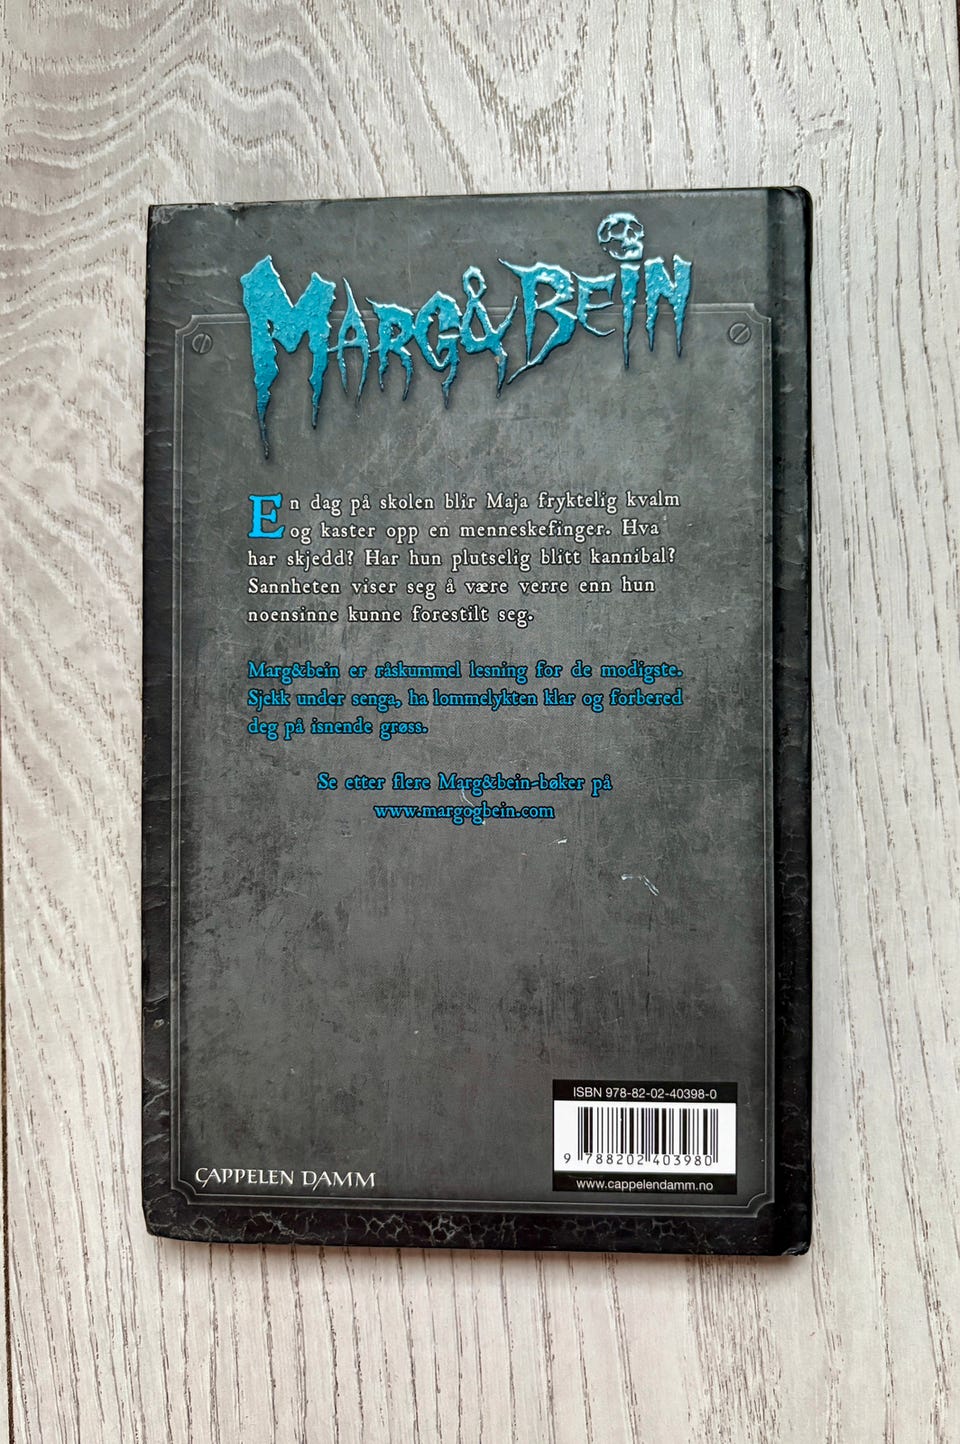 MARG&BEIN
En dag på skolen blir Maja fryktelig kvalm
og kaster opp en menneskefinger. Hva
har skjedd? Har hun plutselig blitt kannibal?
Sannheten viser seg å være verre enn hun
noensinne kunne forestilt seg.
Marg&bein er råskummel lesning for de modigste.
Sjekk under senga, ha lommelykten klar og forbered
deg på isnende grøss.
Se etter flere Marg&bein-bøker på
www.margogbein.com
ISBN 978-82-02-40398-0
9 788202 403980
www.cappelendamm.no
CAPPELEN DAMM